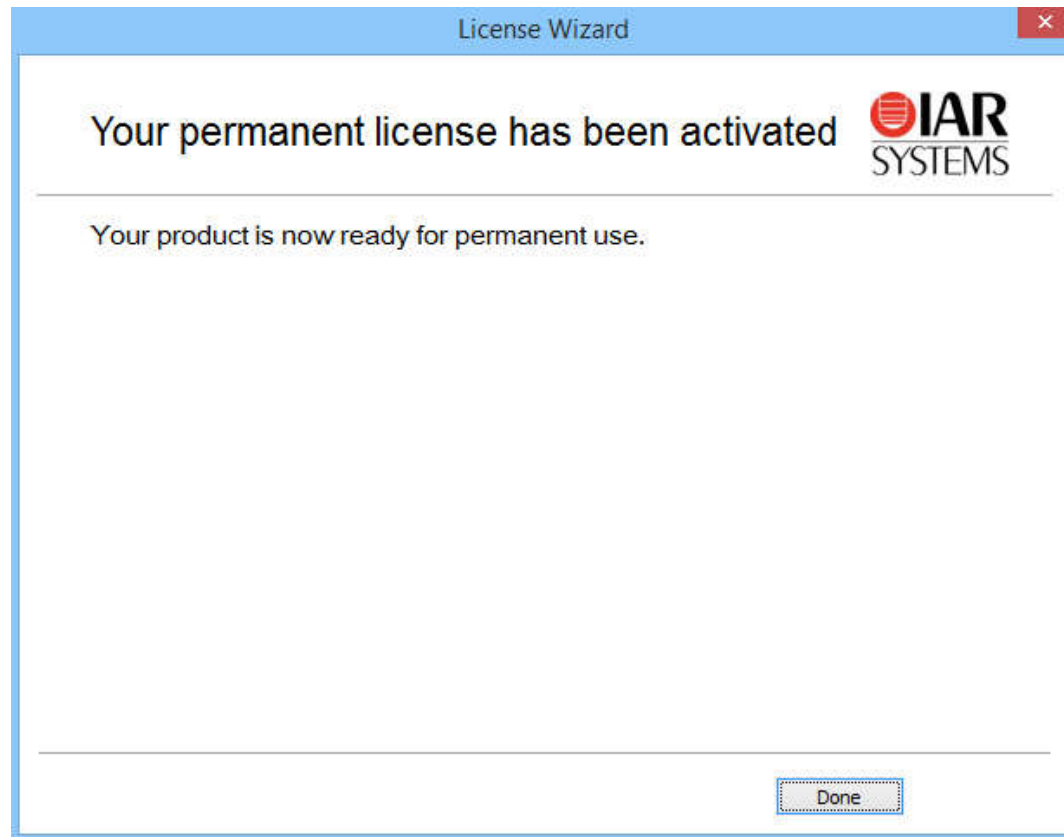 License Wizard
Your permanent license has been activated
IAR
SYSTEMS
Your product is now ready for permanent use.
Done